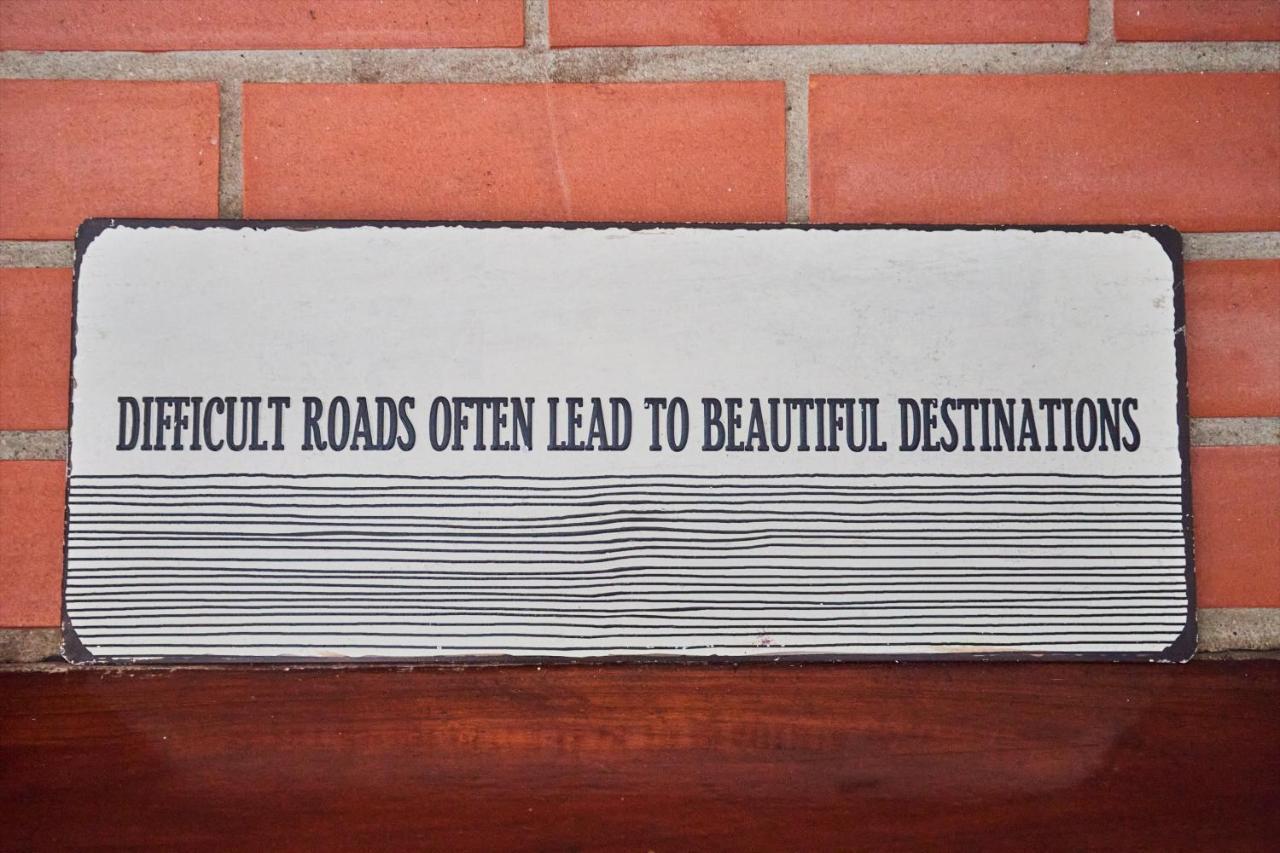 DIFFICULT ROADS OFTEN LEAD TO BEAUTIFUL DESTINATIONS